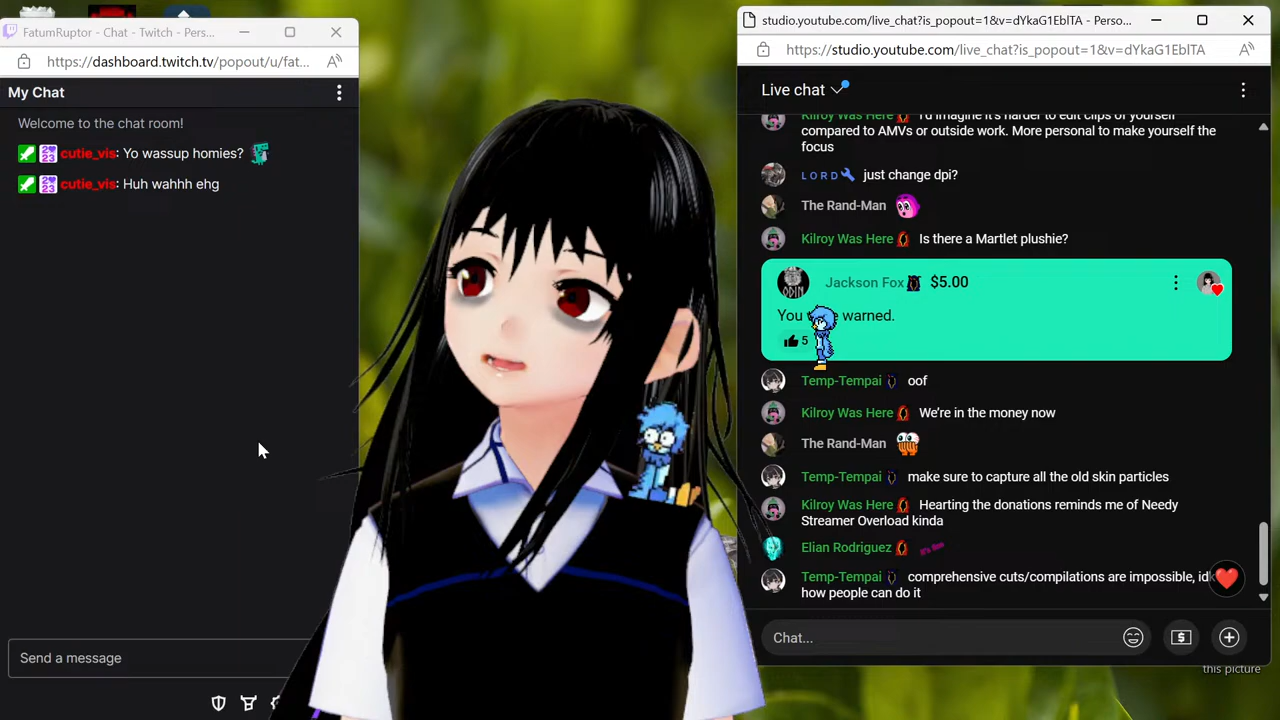 FatumRuptor - Chat - Twitch - Pers...
https://dashboard.twitch.tv/popout/u/fat...
My Chat
Welcome to the chat room!
cutie_vis: Yo wassup homies?
cutie_vis: Huh wahhh ehg
Send a message
studio.youtube.com/live_chat?is_popout=1&v=dYkaG1EblTA - Perso...
https://studio.youtube.com/live_chat?is_popout=1&v=dYkaG1EblTA
Live chat
Kilroy Was Here I'd imagine it's harder to edit clips of yourself
compared to AMVs or outside work. More personal to make yourself the
focus
L O R D just change dpi?
The Rand-Man
Kilroy Was Here Is there a Martlet plushie?
Jackson Fox $5.00
You warned.
5
Temp-Tempai oof
Kilroy Was Here We're in the money now
The Rand-Man
Temp-Tempai make sure to capture all the old skin particles
Kilroy Was Here Hearting the donations reminds me of Needy
Streamer Overload kinda
Elian Rodriguez
Temp-Tempai comprehensive cuts/compilations are impossible, idk
how people can do it
Chat...
this picture